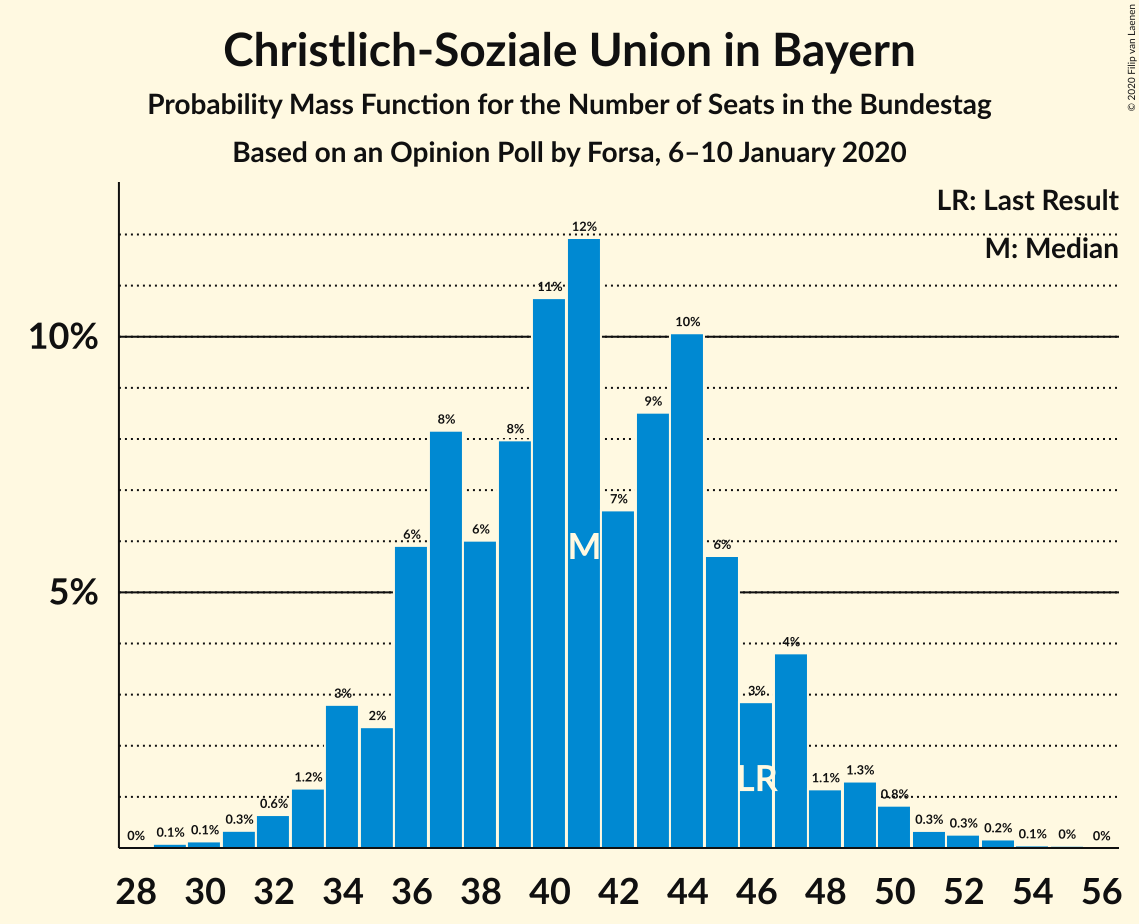 Christlich-Soziale Union in Bayern
Probability Mass Function for the Number of Seats in the Bundestag
Based on an Opinion Poll by Forsa, 6–10 January 2020
© 2020 Filip van Laenen
LR: Last Result
M: Median
10%
5%
0% 0.1% 0.1% 0.3% 0.6% 1.2% 3% 2% 6% 8% 6% 8% 11% 12% 7% 9% 10% 6% 3% 4% 1.1% 1.3% 0.8% 0.3% 0.3% 0.2% 0.1% 0% 0%
M
LR
28 30 32 34 36 38 40 42 44 46 48 50 52 54 56